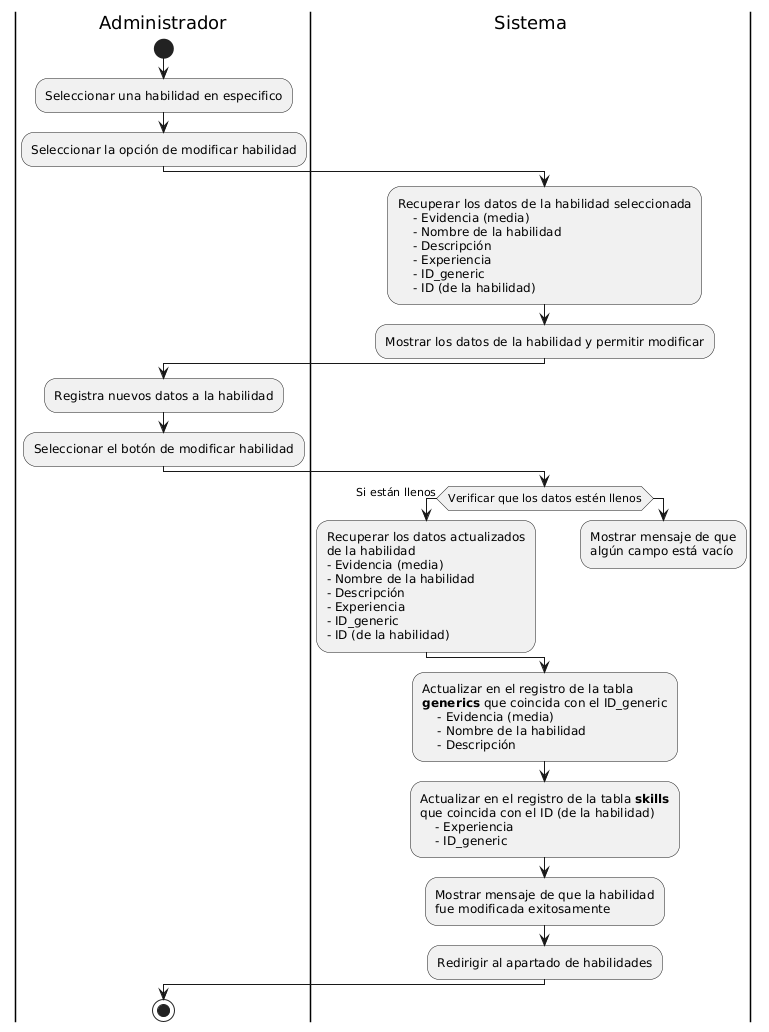 Administrador
Sistema
Seleccionar una habilidad en especifico
Seleccionar la opción de modificar habilidad
Recuperar los datos de la habilidad seleccionada
- Evidencia (media)
- Nombre de la habilidad
- Descripción
- Experiencia
- ID_generic
- ID (de la habilidad)
Mostrar los datos de la habilidad y permitir modificar
Registra nuevos datos a la habilidad
Seleccionar el botón de modificar habilidad
Si están llenos
Verificar que los datos estén llenos
Recuperar los datos actualizados
de la habilidad
- Evidencia (media)
- Nombre de la habilidad
- Descripción
- Experiencia
- ID_generic
- ID (de la habilidad)
Mostrar mensaje de que
algún campo está vacío
Actualizar en el registro de la tabla
generics que coincida con el ID_generic
- Evidencia (media)
- Nombre de la habilidad
- Descripción
Actualizar en el registro de la tabla skills
que coincida con el ID (de la habilidad)
- Experiencia
- ID_generic
Mostrar mensaje de que la habilidad
fue modificada exitosamente
Redirigir al apartado de habilidades